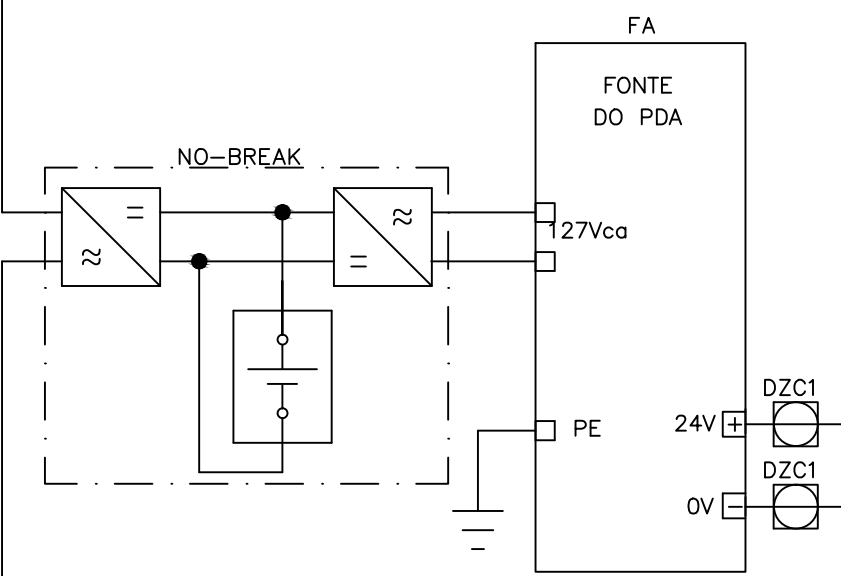 FA
FONTE
DO PDA
NO-BREAK
127Vca
DZC1
PE
24V
+
DZC1
0V
-